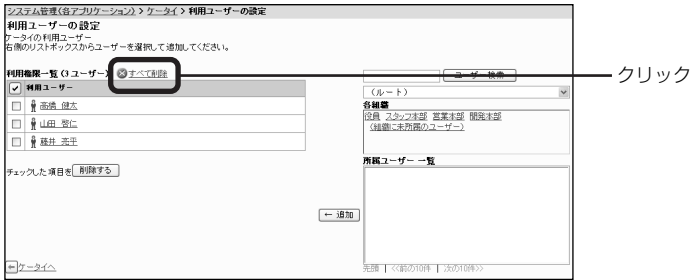 システム管理(各アプリケーション) > ケータイ > 利用ユーザーの設定
利用ユーザーの設定
ケータイの利用ユーザー
右側のリストボックスからユーザーを選択して追加してください。
利用権限一覧 (3ユーザー) すべて削除
利用ユーザー
高橋 健太
山田 啓仁
藤井 亮平
チェックした項目を 削除する
←ケータイへ
← 追加
ユーザー検索
(ルート)
各組織
役員 スタッフ本部 営業本部 開発本部
(組織に未所属のユーザー)
所属ユーザー一覧
先頭 | <<前の10件 | 次の10件>>
クリック